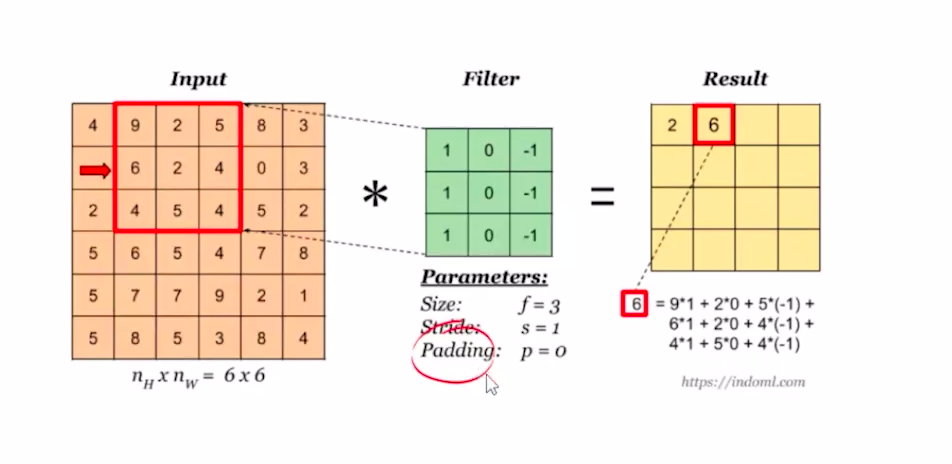 Input
Filter
Result
4 9 2 5 8 3
6 2 4 0 3
2 4 5 4 5 2
5 6 5 4 7 8
5 7 7 9 2 1
5 8 5 3 8 4
n_H x n_W = 6 x 6
*
1 0 -1
1 0 -1
1 0 -1
Parameters:
Size: f = 3
Stride: s = 1
Padding: p = 0
=
2 6
6 = 9*1 + 2*0 + 5*(-1) +
6*1 + 2*0 + 4*(-1) +
4*1 + 5*0 + 4*(-1)
https://indoml.com